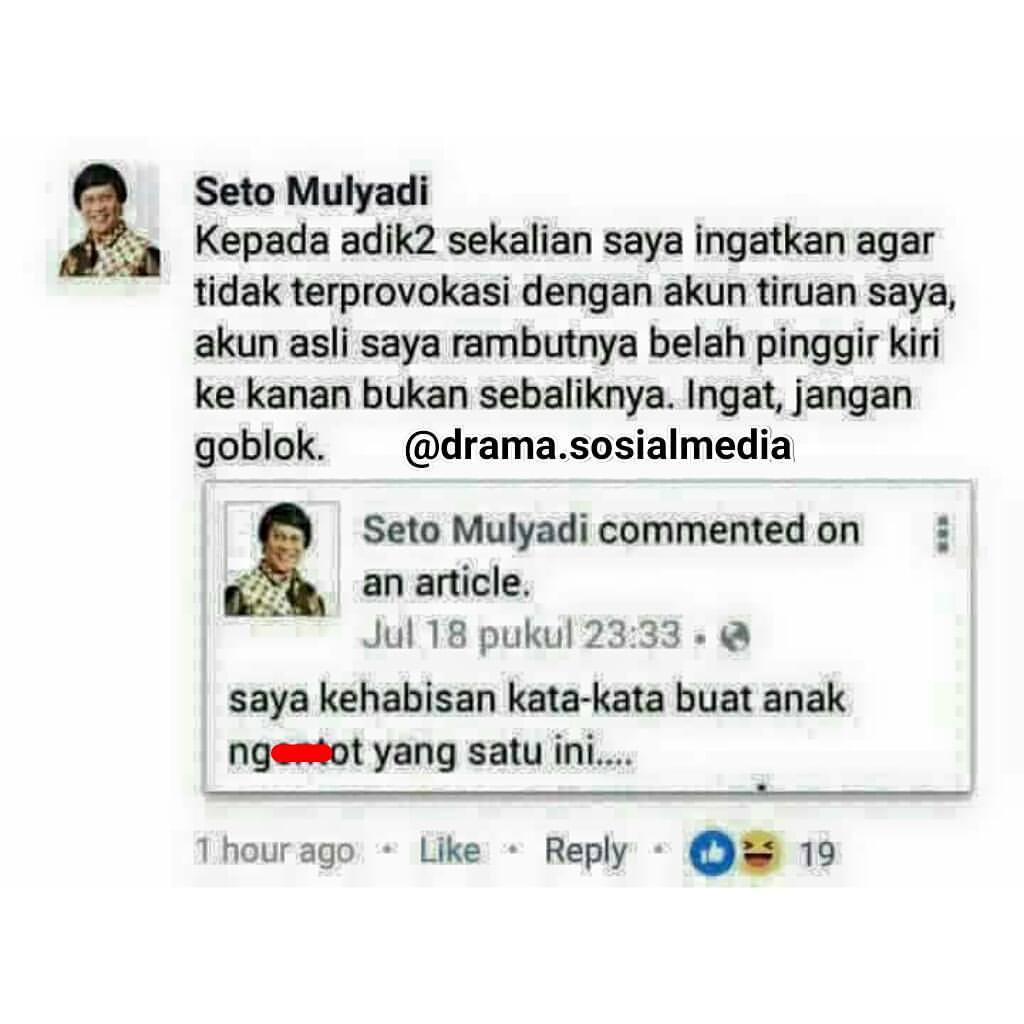 Seto Mulyadi
Kepada adik2 sekalian saya ingatkan agar
tidak terprovokasi dengan akun tiruan saya,
akun asli saya rambutnya belah pinggir kiri
ke kanan bukan sebaliknya. Ingat, jangan
goblok. @drama.sosialmedia
Seto Mulyadi commented on
an article.
Jul 18 pukul 23:33 •
saya kehabisan kata-kata buat anak
ng ot yang satu ini....
1 hour ago • Like • Reply • 19